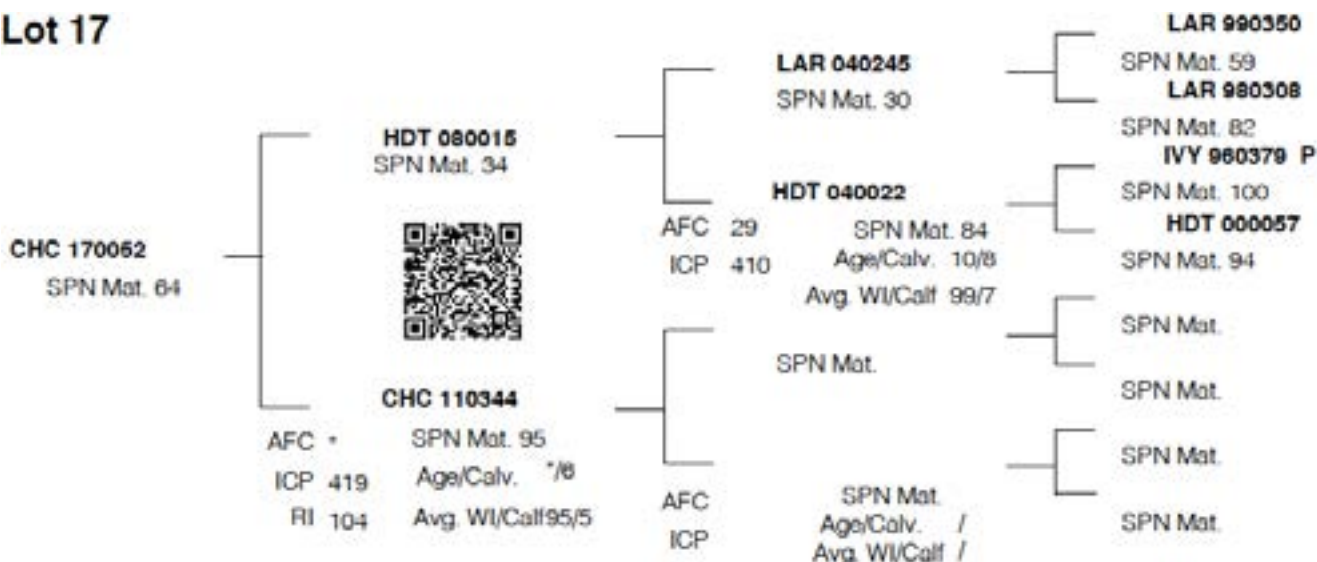 Lot 17
CHC 170052
SPN Mat. 64
HDT 080015
SPN Mat. 34
CHC 110344
AFC * SPN Mat. 95
ICP 419 Age/Calv. */6
RI 104 Avg. WI/Calf 95/5
LAR 040245
SPN Mat. 30
HDT 040022
AFC 29 SPN Mat. 84
ICP 410 Age/Calv. 10/8
Avg. WI/Calf 99/7
SPN Mat.
SPN Mat.
AFC Age/Calv. /
ICP Avg. WI/Calf /
LAR 990350
SPN Mat. 59
LAR 980308
SPN Mat. 82
IVY 960379 P
SPN Mat. 100
HDT 000057
SPN Mat. 94
SPN Mat.
SPN Mat.
SPN Mat.
SPN Mat.